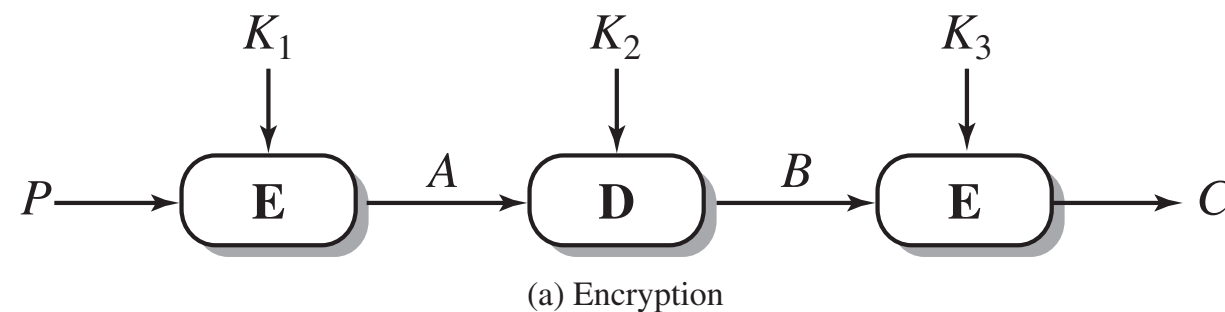 K₁ K₂ K₃
P E A D B E C
(a) Encryption